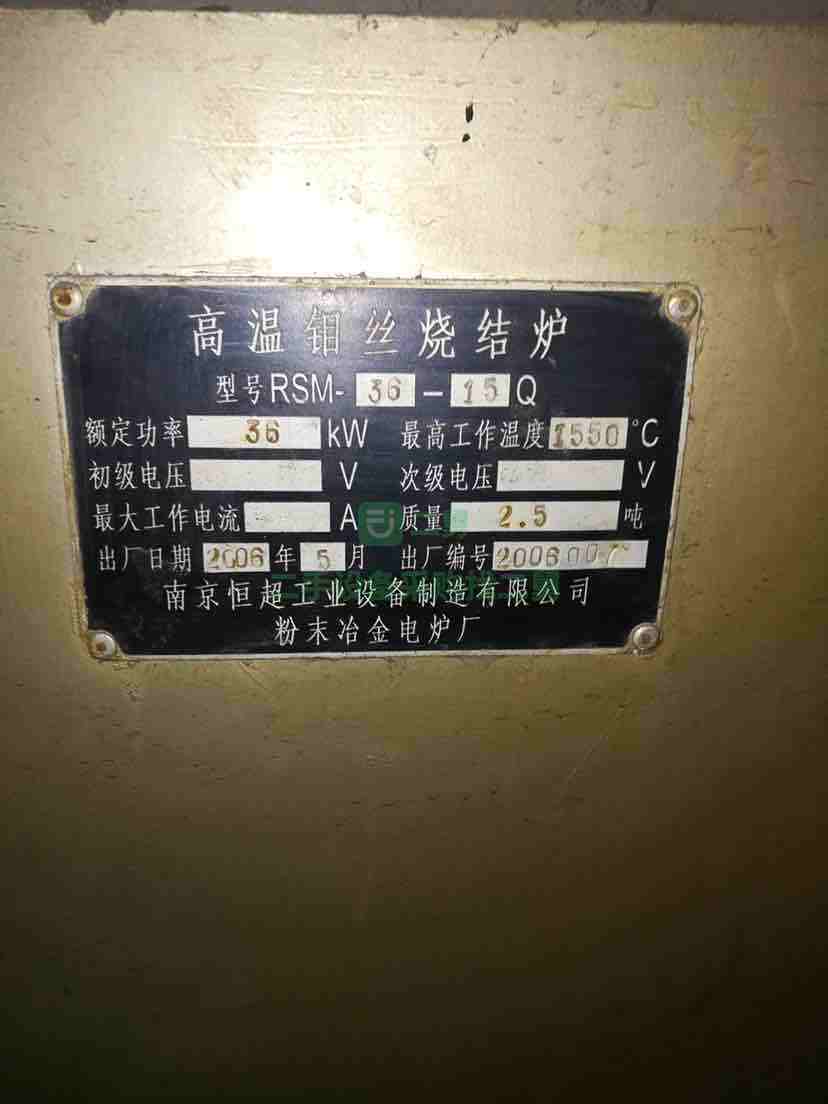 高温钼丝烧结炉
型号RSM-36-15Q
额定功率 36 kW 最高工作温度 1550 °C
初级电压 V 次级电压 V
最大工作电流 A 质量 2.5 吨
出厂日期 2006 年 5 月 出厂编号
南京恒超工业设备制造有限公司
粉末冶金电炉厂